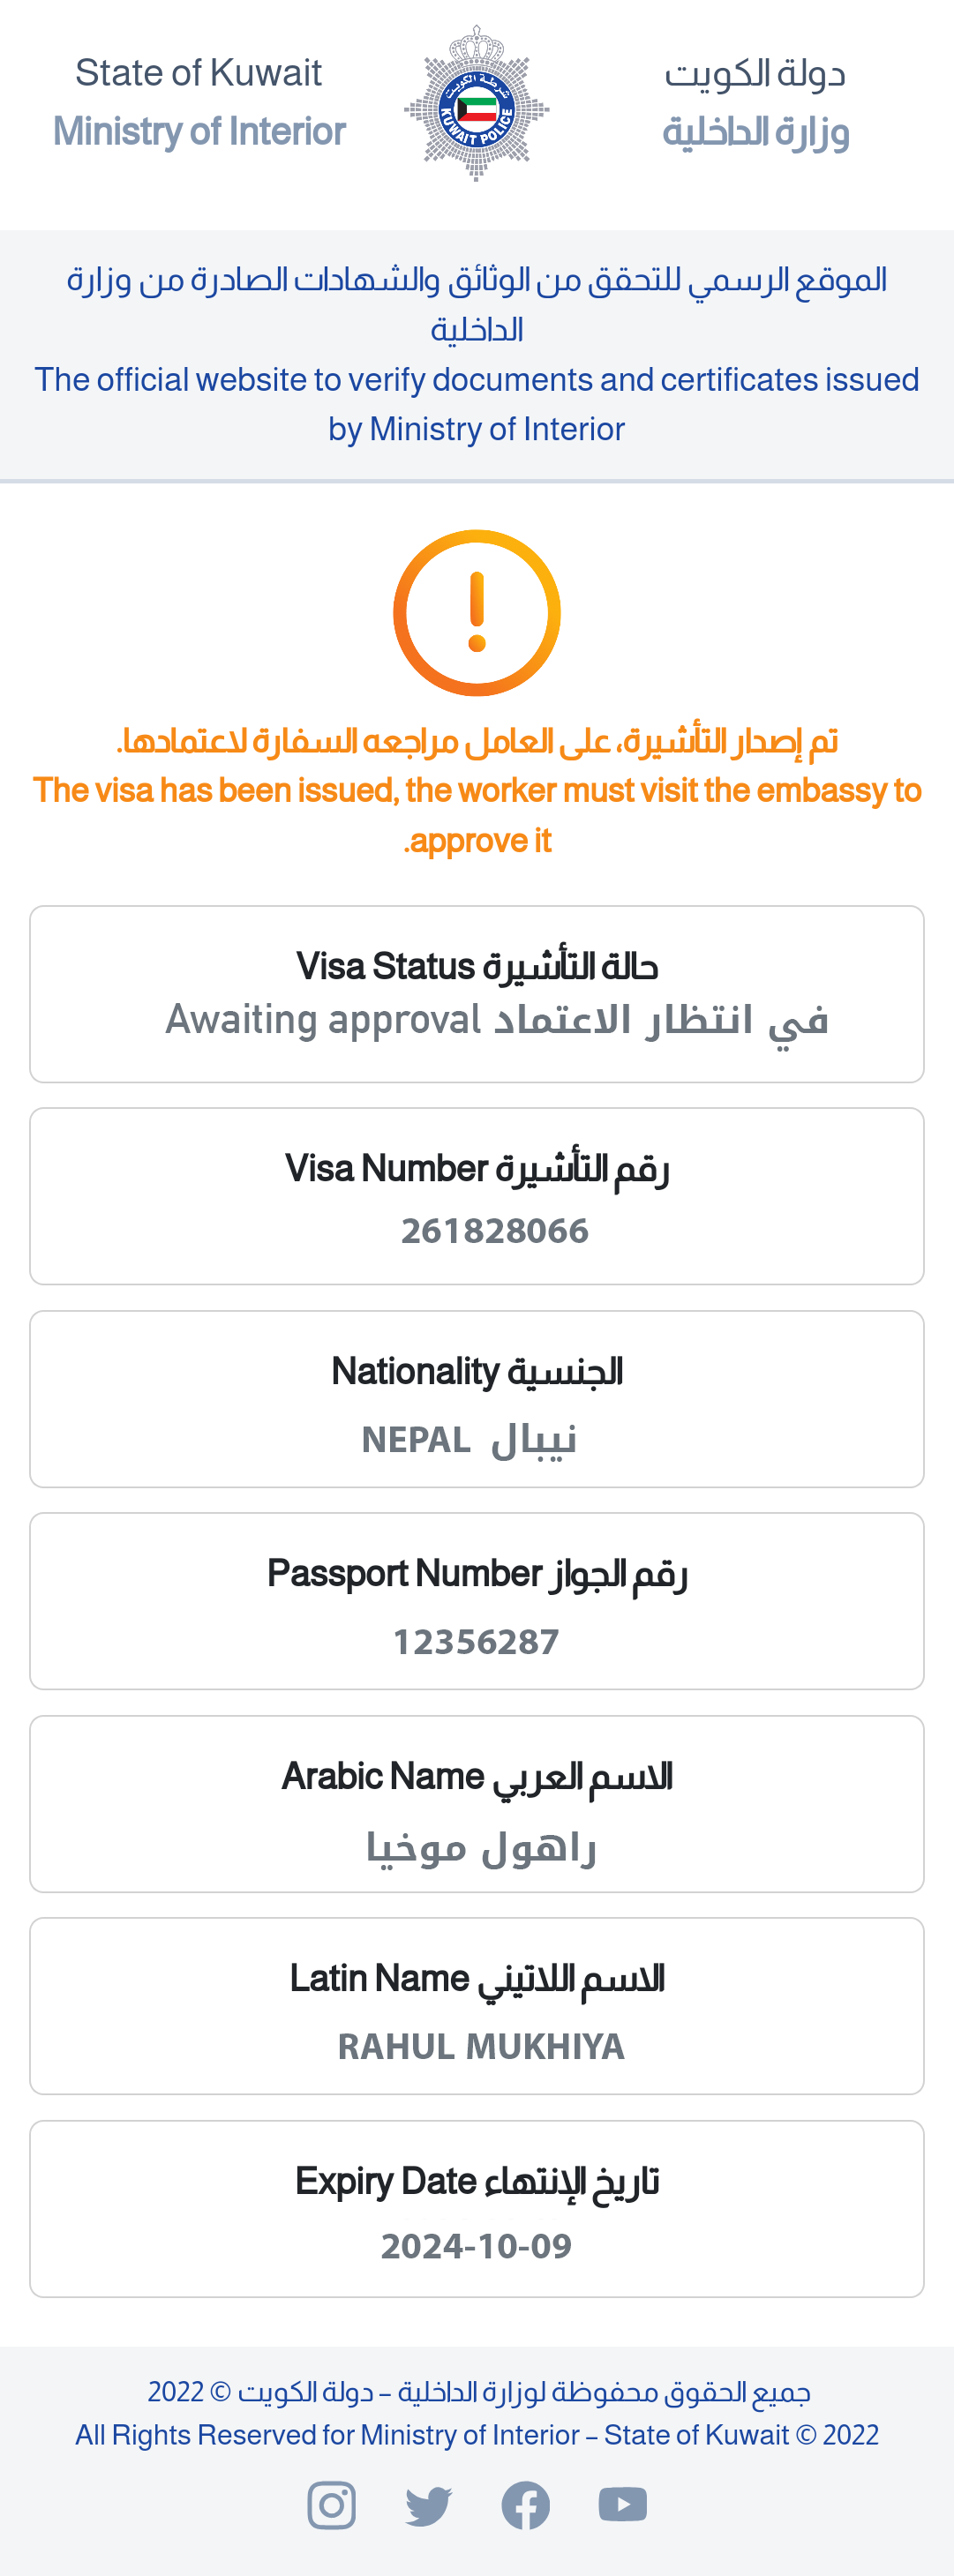 State of Kuwait
Ministry of Interior
شرطة الكويت
KUWAIT POLICE
دولة الكويت
وزارة الداخلية
الموقع الرسمي للتحقق من الوثائق والشهادات الصادرة من وزارة
الداخلية
The official website to verify documents and certificates issued
by Ministry of Interior
تم إصدار التأشيرة، على العامل مراجعه السفارة لاعتمادها.
The visa has been issued, the worker must visit the embassy to
.approve it
Visa Status حالة التأشيرة
Awaiting approval في انتظار الاعتماد
Visa Number رقم التأشيرة
261828066
Nationality الجنسية
NEPAL نيبال
Passport Number رقم الجواز
12356287
Arabic Name الاسم العربي
راهول موخيا
Latin Name الاسم اللاتيني
RAHUL MUKHIYA
Expiry Date تاريخ الإنتهاء
2024-10-09
جميع الحقوق محفوظة لوزارة الداخلية – دولة الكويت © 2022
All Rights Reserved for Ministry of Interior – State of Kuwait © 2022